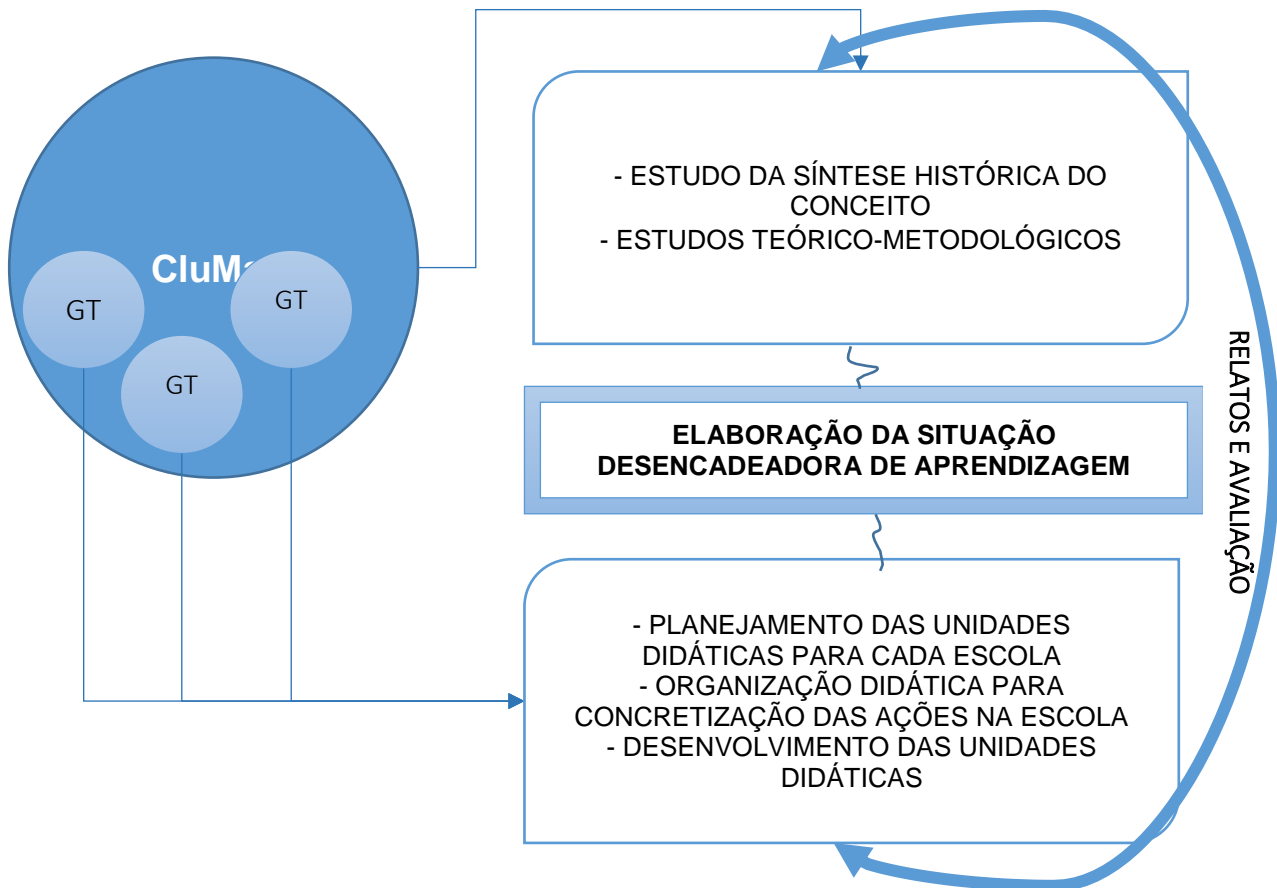 CluM
GT
GT
GT
- ESTUDO DA SÍNTESE HISTÓRICA DO
CONCEITO
- ESTUDOS TEÓRICO-METODOLÓGICOS
ELABORAÇÃO DA SITUAÇÃO
DESENCADEADORA DE APRENDIZAGEM
- PLANEJAMENTO DAS UNIDADES
DIDÁTICAS PARA CADA ESCOLA
- ORGANIZAÇÃO DIDÁTICA PARA
CONCRETIZAÇÃO DAS AÇÕES NA ESCOLA
- DESENVOLVIMENTO DAS UNIDADES
DIDÁTICAS
RELATOS E AVALIAÇÃO